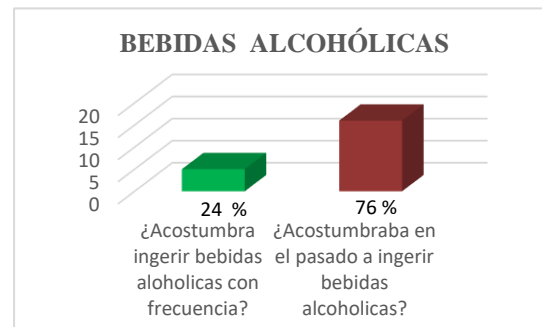 BEBIDAS ALCOHÓLICAS
20
15
10
5
0
24 %
76 %
¿Acostumbra
ingerir bebidas
aloholicas con
frecuencia?
¿Acostumbraba en
el pasado a ingerir
bebidas
alcoholicas?